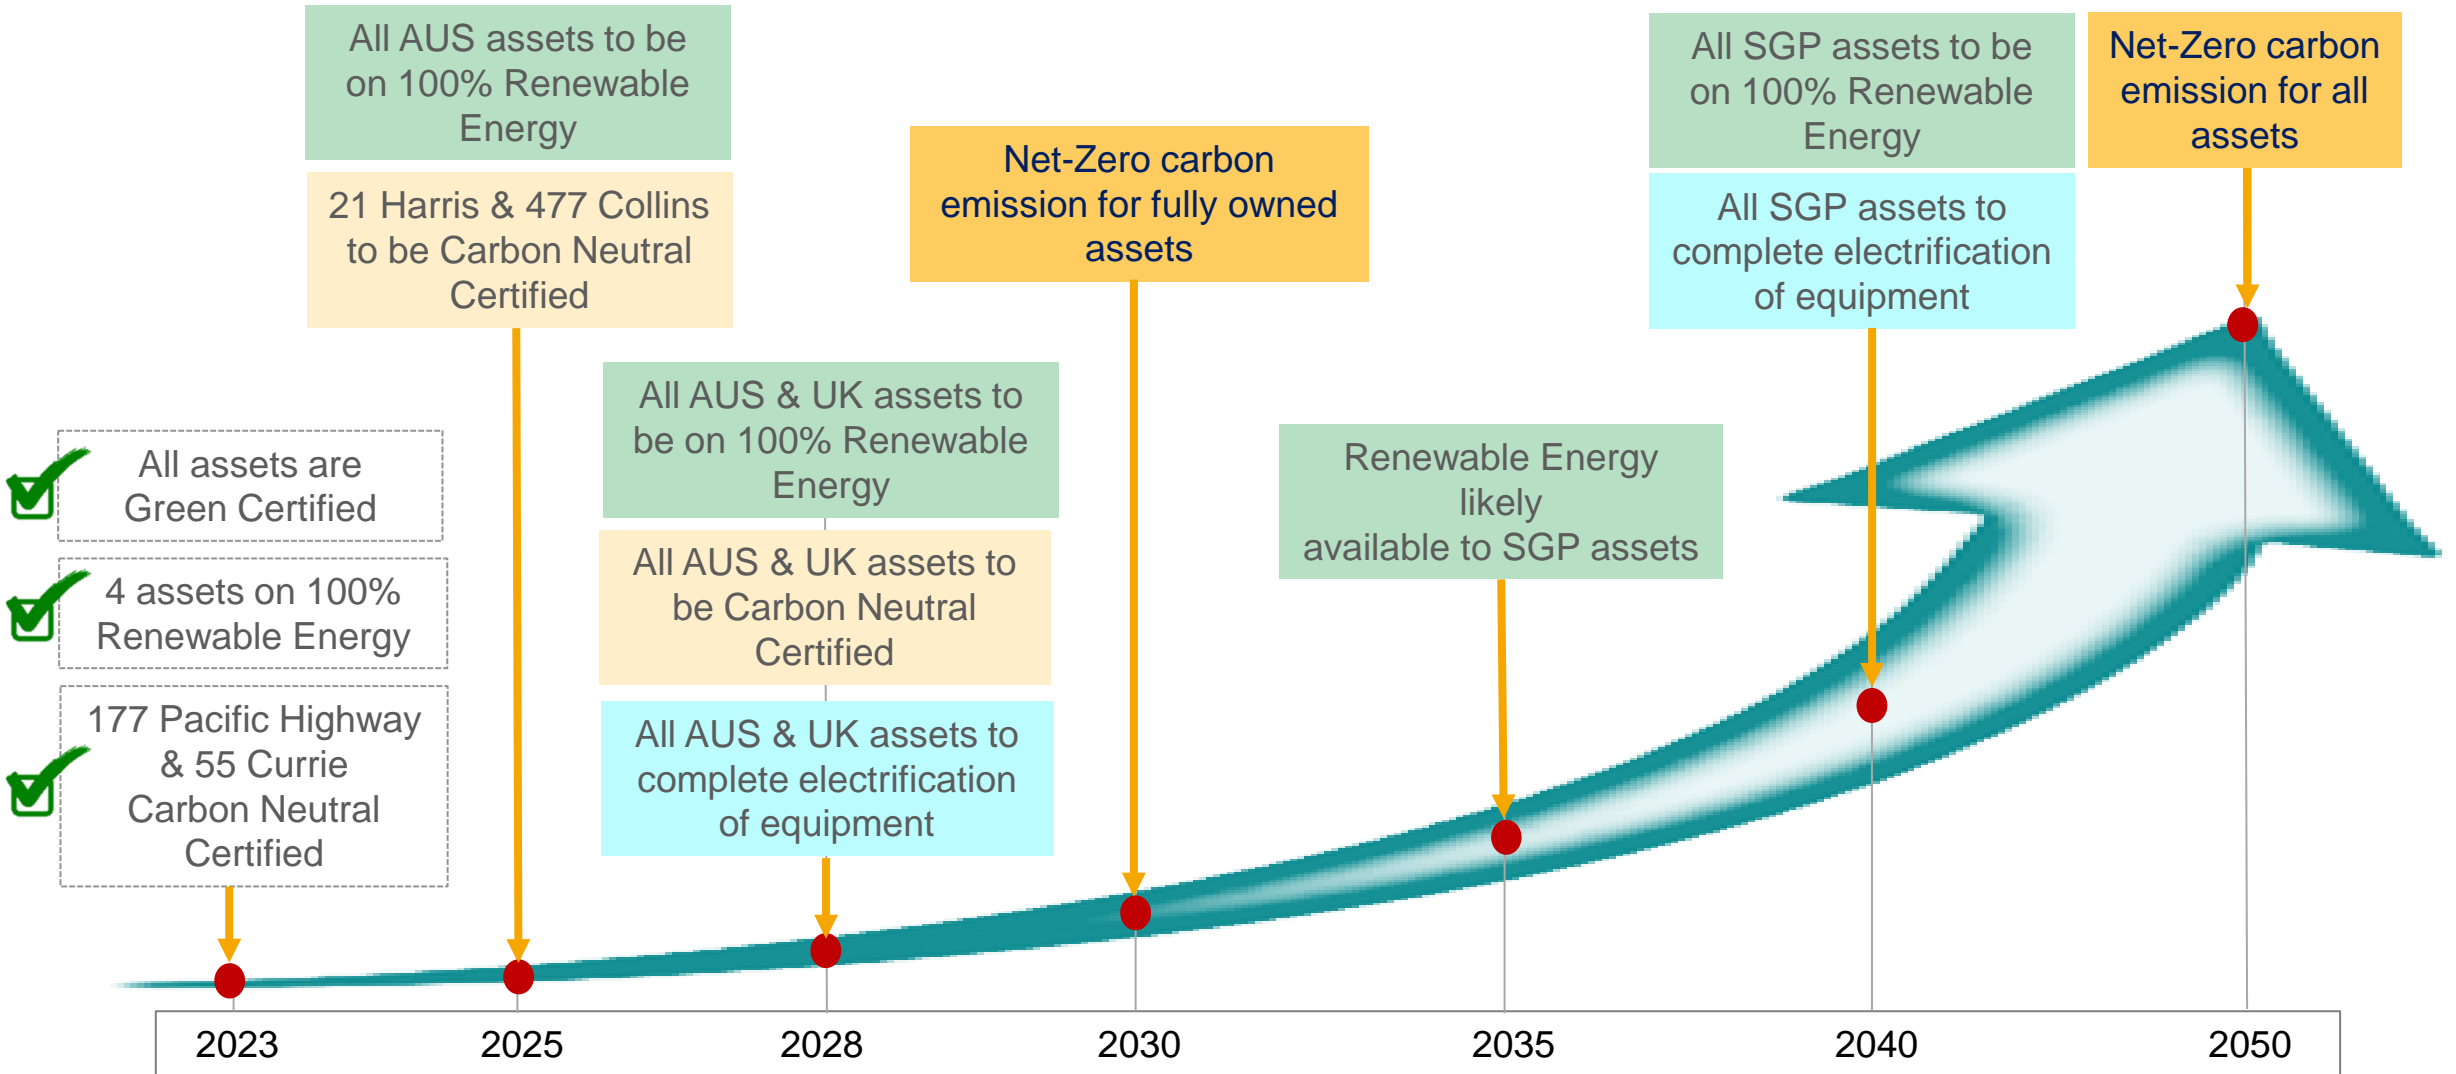 All assets are
Green Certified
4 assets on 100%
Renewable Energy
177 Pacific Highway
& 55 Currie
Carbon Neutral
Certified
All AUS assets to be
on 100% Renewable
Energy
21 Harris & 477 Collins
to be Carbon Neutral
Certified
All AUS & UK assets to
be on 100% Renewable
Energy
All AUS & UK assets to
be Carbon Neutral
Certified
All AUS & UK assets to
complete electrification
of equipment
Net-Zero carbon
emission for fully owned
assets
Renewable Energy
likely
available to SGP assets
All SGP assets to be
on 100% Renewable
Energy
All SGP assets to
complete electrification
of equipment
Net-Zero carbon
emission for all
assets
2023
2025
2028
2030
2035
2040
2050